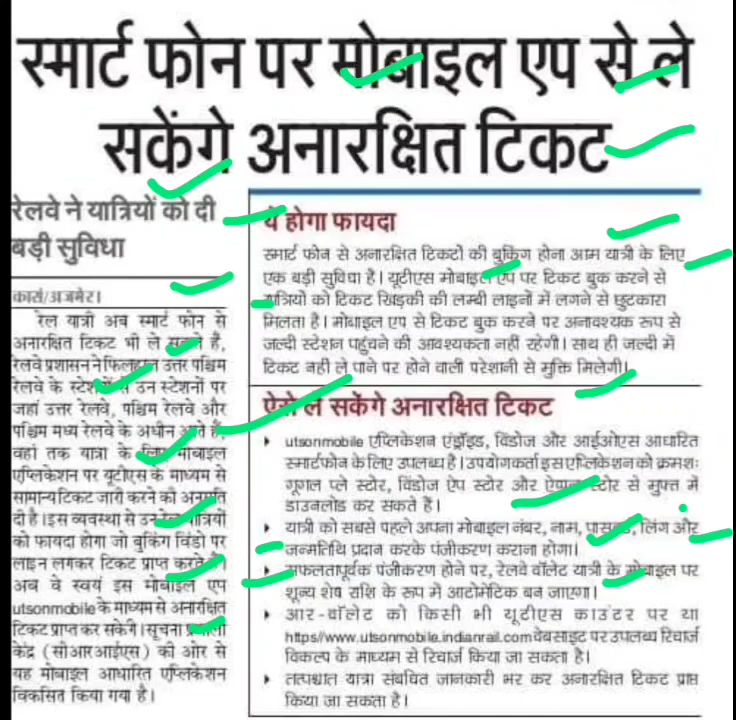 स्मार्ट फोन पर मोबाइल एप से ले
सकेंगे अनारक्षित टिकट
रेलवे ने यात्रियों को दी
बड़ी सुविधा
कासं/अजमेर।
रेल यात्री अब स्मार्ट फोन से
अनारक्षित टिकट भी ले सकते हैं,
रेलवे प्रशासन ने फिलहाल उत्तर पश्चिम
रेलवे के स्टेशनों से उन स्टेशनों पर
जहां उत्तर रेलवे, पश्चिम रेलवे और
पश्चिम मध्य रेलवे के अधीन आते हैं,
वहां तक यात्रा के लिए मोबाइल
एप्लिकेशन पर यूटीएस के माध्यम से
सामान्य टिकट जारी करने की अनुमति
दी है। इस व्यवस्था से उन रेल यात्रियों
को फायदा होगा जो बुकिंग विंडो पर
लाइन लगकर टिकट प्राप्त करते हैं।
अब वे स्वयं इस मोबाईल एप
utsonmobile के माध्यम से अनारक्षित
टिकट प्राप्त कर सकेगे। सूचना प्रणाली
केंद्र (सीआरआईएस) की ओर से
यह मोबाइल आधारित एप्लिकेशन
विकसित किया गया है।
ये होगा फायदा
स्मार्ट फोन से अनारक्षित टिकटों की बुकिंग होना आम यात्री के लिए
एक बड़ी सुविधा है। यूटीएस मोबाइल ऐप पर टिकट बुक करने से
यात्रियों को टिकट खिड़की की लम्बी लाइनों में लगने से छुटकारा
मिलता है। मोबाइल एप से टिकट बुक करने पर अनावश्यक रूप से
जल्दी स्टेशन पहुंचने की आवश्यकता नहीं रहेगी। साथ ही जल्दी में
टिकट नहीं ले पाने पर होने वाली परेशानी से मुक्ति मिलेगी।
ऐसे ले सकेंगे अनारक्षित टिकट
utsonmobile एप्लिकेशन एंड्रॉइड, विंडोज और आईओएस आधारित
स्मार्टफोन के लिए उपलब्ध है। उपयोगकर्ता इस एप्लिकेशन को क्रमशः
गूगल प्ले स्टोर, विंडोज ऐप स्टोर और ऐप्पल स्टोर से मुफ्त में
डाउनलोड कर सकते हैं।
यात्री को सबसे पहले अपना मोबाइल नंबर, नाम, पासवर्ड, लिंग और
जन्मतिथि प्रदान करके पंजीकरण कराना होगा।
सफलतापूर्वक पंजीकरण होने पर, रेलवे वॉलेट यात्री के मोबाइल पर
शून्य शेष राशि के रूप में आटोमेटिक बन जाएगा।
आर-वॉलेट को किसी भी यूटीएस काउंटर पर या
https//www.utsonmobile.indianrail.com वेबसाइट पर उपलब्ध रिचार्ज
विकल्प के माध्यम से रिचार्ज किया जा सकता है।
तत्पश्चात यात्रा संबंधित जानकारी भर कर अनारक्षित टिकट प्राप्त
किया जा सकता है।